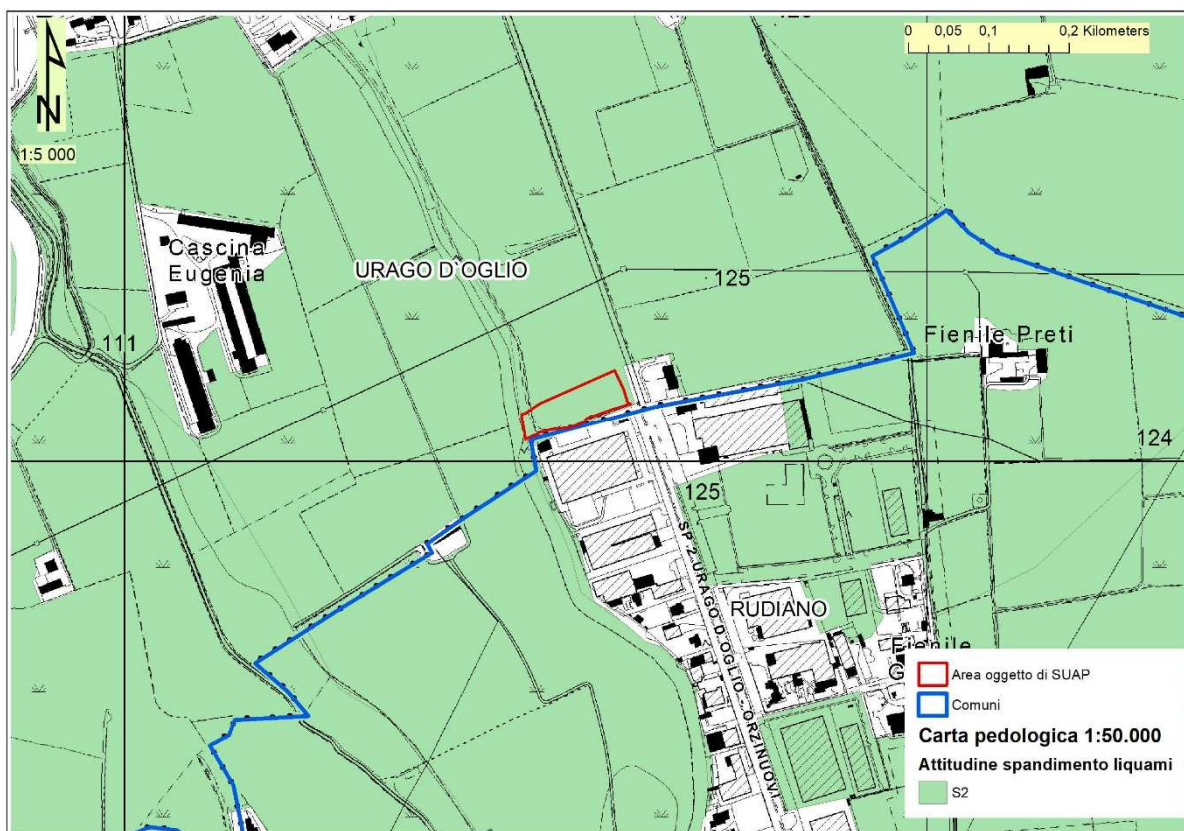 0 0,05 0,1 0,2 Kilometers
N
1:5 000
Cascina
Eugenia
URAGO D`OGLIO
125
111
Fienile Preti
124
125
SP 2 URAGO D`OGLIO - ORZINUOVI
RUDIANO
Area oggetto di SUAP
Comuni
Carta pedologica 1:50.000
Attitudine spandimento liquami
S2